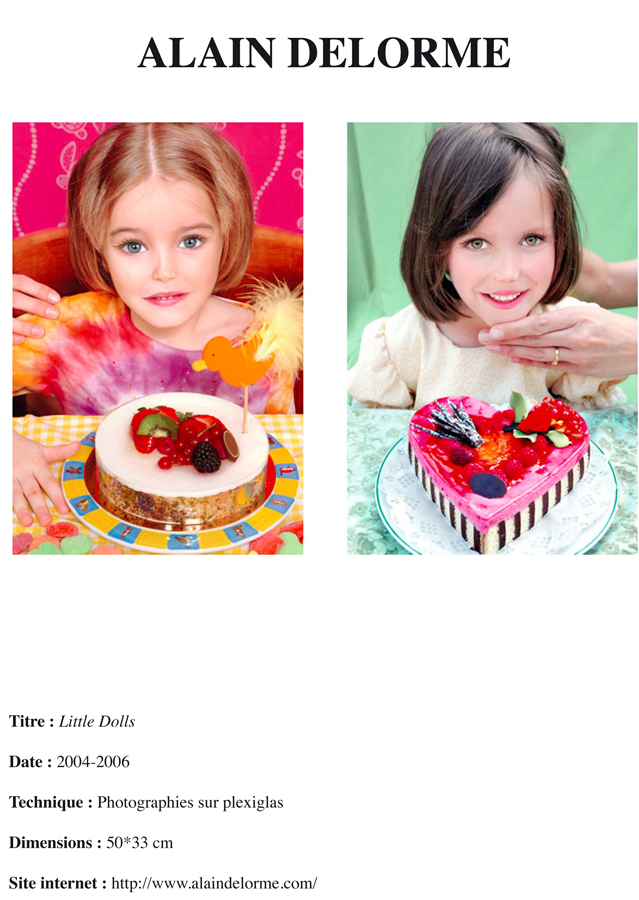 ALAIN DELORME
Titre : Little Dolls
Date : 2004-2006
Technique : Photographies sur plexiglas
Dimensions : 50*33 cm
Site internet : http://www.alaindelorme.com/